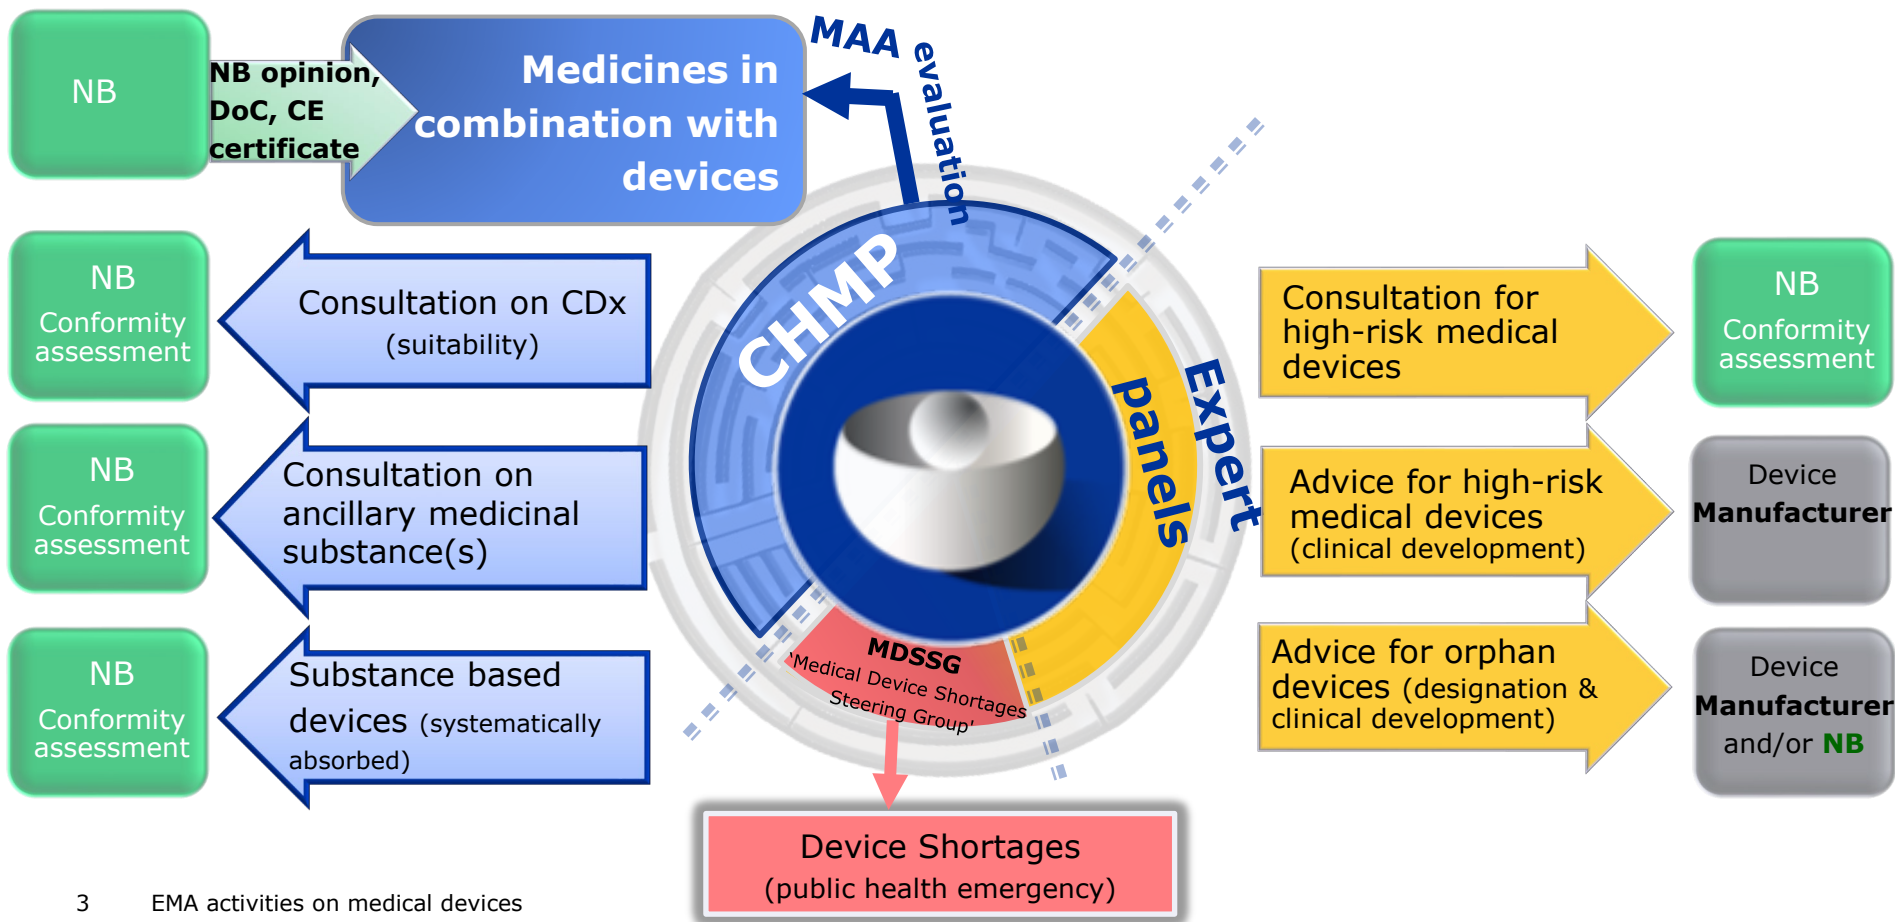 NB
NB opinion,
DoC, CE
certificate
Medicines in
combination with
devices
MAA evaluation
NB
Conformity
assessment
Consultation on CDx
(suitability)
NB
Conformity
assessment
Consultation on
ancillary medicinal
substance(s)
NB
Conformity
assessment
Substance based
devices (systematically
absorbed)
CHMP
Expert
panels
MDSSG
'Medical Device Shortages
Steering Group'
Device Shortages
(public health emergency)
Consultation for
high-risk medical
devices
NB
Conformity
assessment
Advice for high-risk
medical devices
(clinical development)
Device
Manufacturer
Advice for orphan
devices (designation &
clinical development)
Device
Manufacturer
and/or NB
3 EMA activities on medical devices